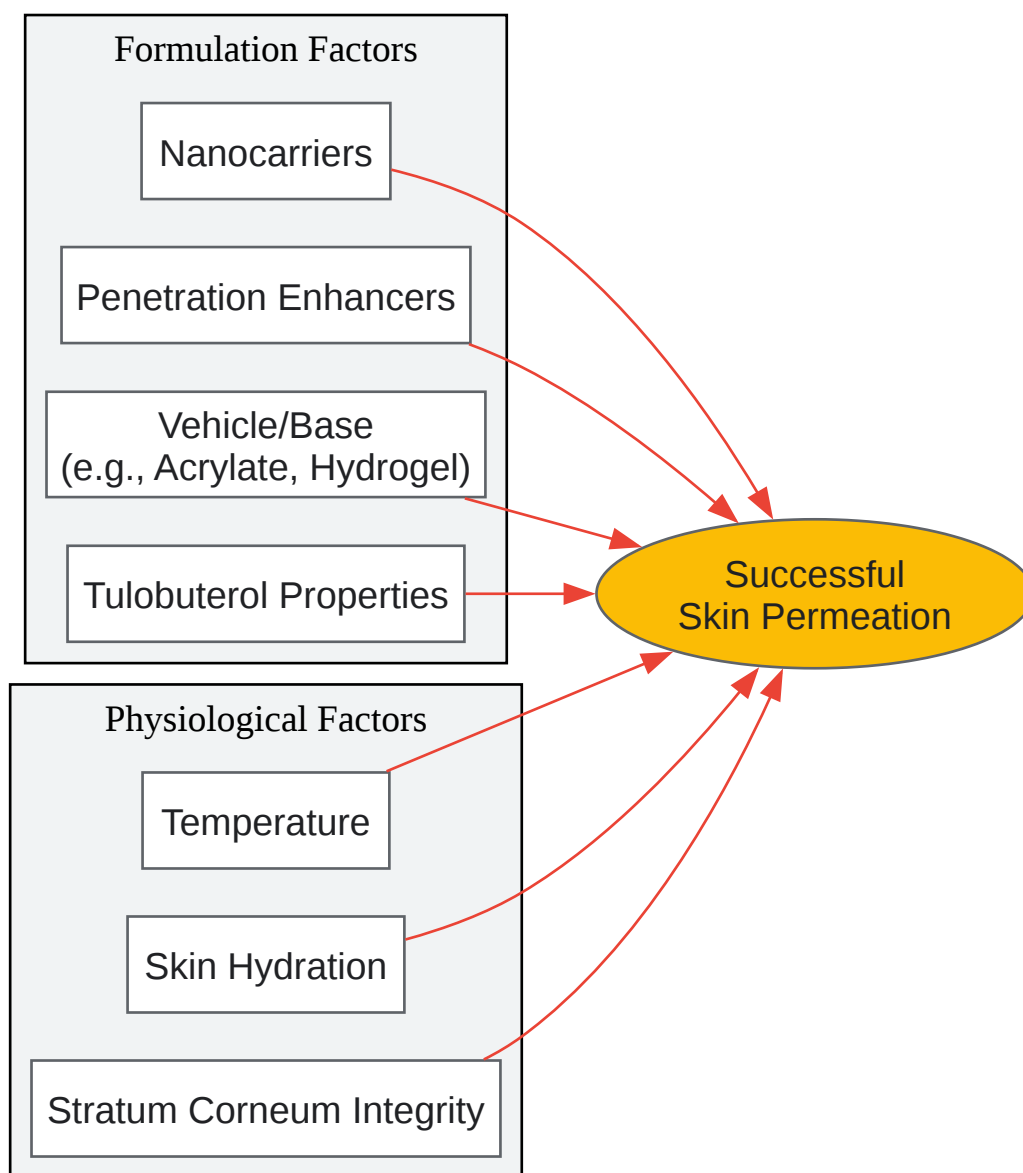 Formulation Factors
Nanocarriers
Penetration Enhancers
Vehicle/Base
(e.g., Acrylate, Hydrogel)
Tulobuterol Properties
Successful
Skin Permeation
Physiological Factors
Temperature
Skin Hydration
Stratum Corneum Integrity